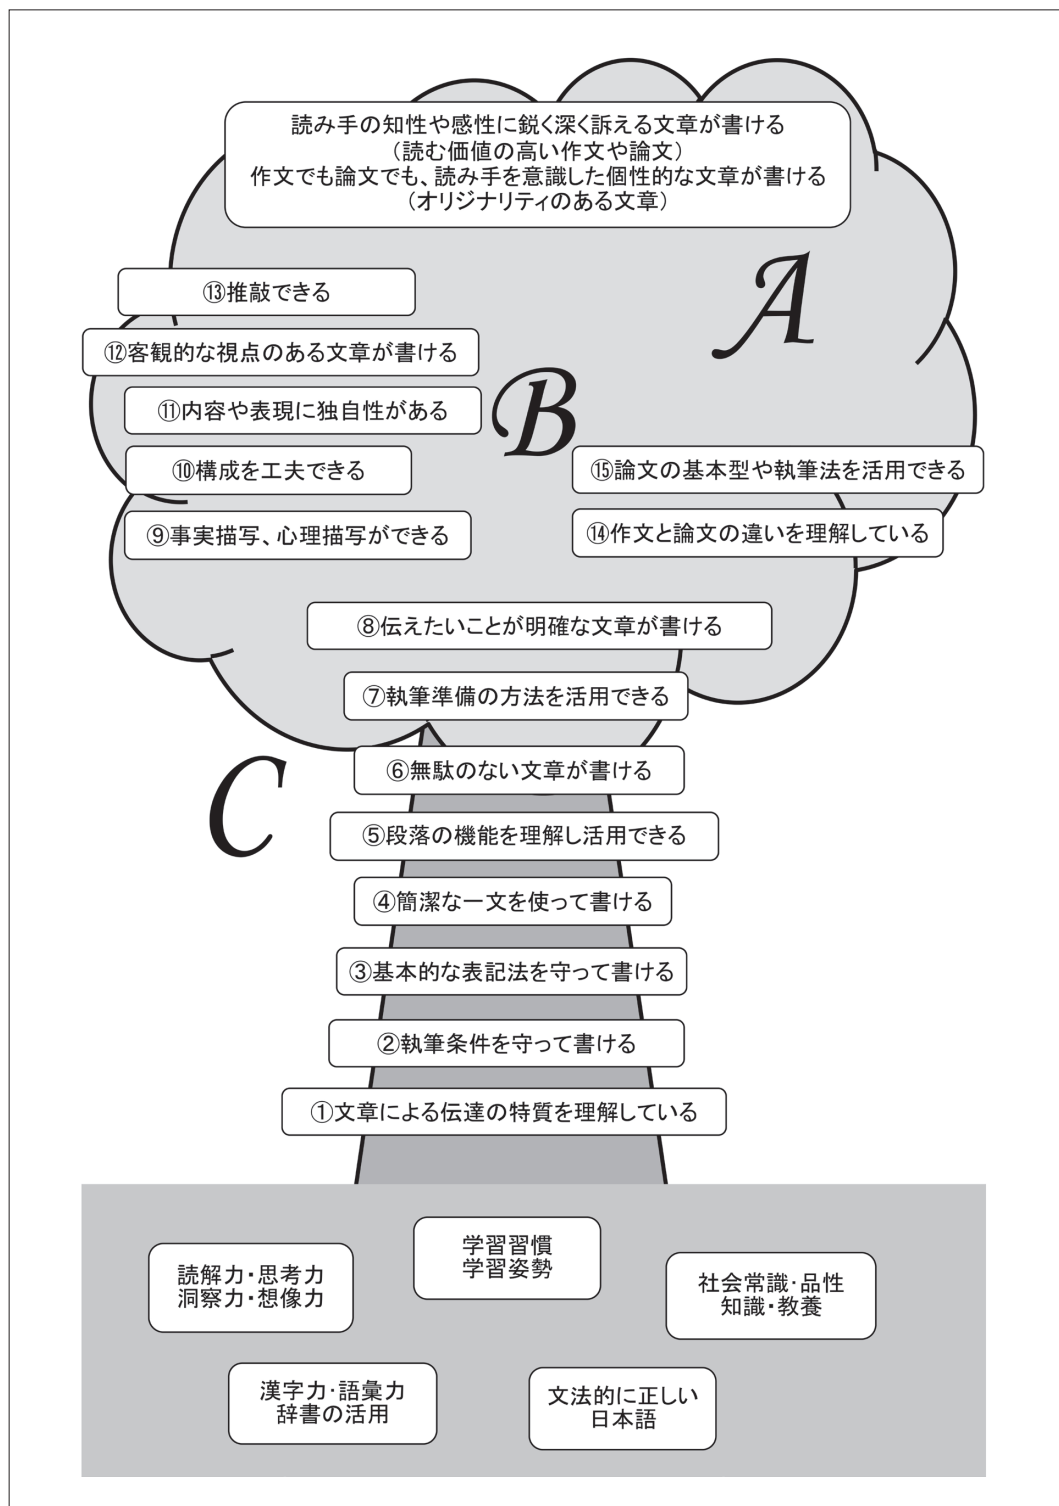 読み手の知性や感性に鋭く深く訴える文章が書ける
（読む価値の高い作文や論文）
作文でも論文でも、読み手を意識した個性的な文章が書ける
（オリジナリティのある文章）
A
⑬推敲できる
⑫客観的な視点のある文章が書ける
B
⑪内容や表現に独自性がある
⑩構成を工夫できる
⑮論文の基本型や執筆法を活用できる
⑨事実描写、心理描写ができる
⑭作文と論文の違いを理解している
⑧伝えたいことが明確な文章が書ける
⑦執筆準備の方法を活用できる
C
⑥無駄のない文章が書ける
⑤段落の機能を理解し活用できる
④簡潔な一文を使って書ける
③基本的な表記法を守って書ける
②執筆条件を守って書ける
①文章による伝達の特質を理解している
学習習慣
学習姿勢
読解力・思考力
洞察力・想像力
社会常識・品性
知識・教養
漢字力・語彙力
辞書の活用
文法的に正しい
日本語